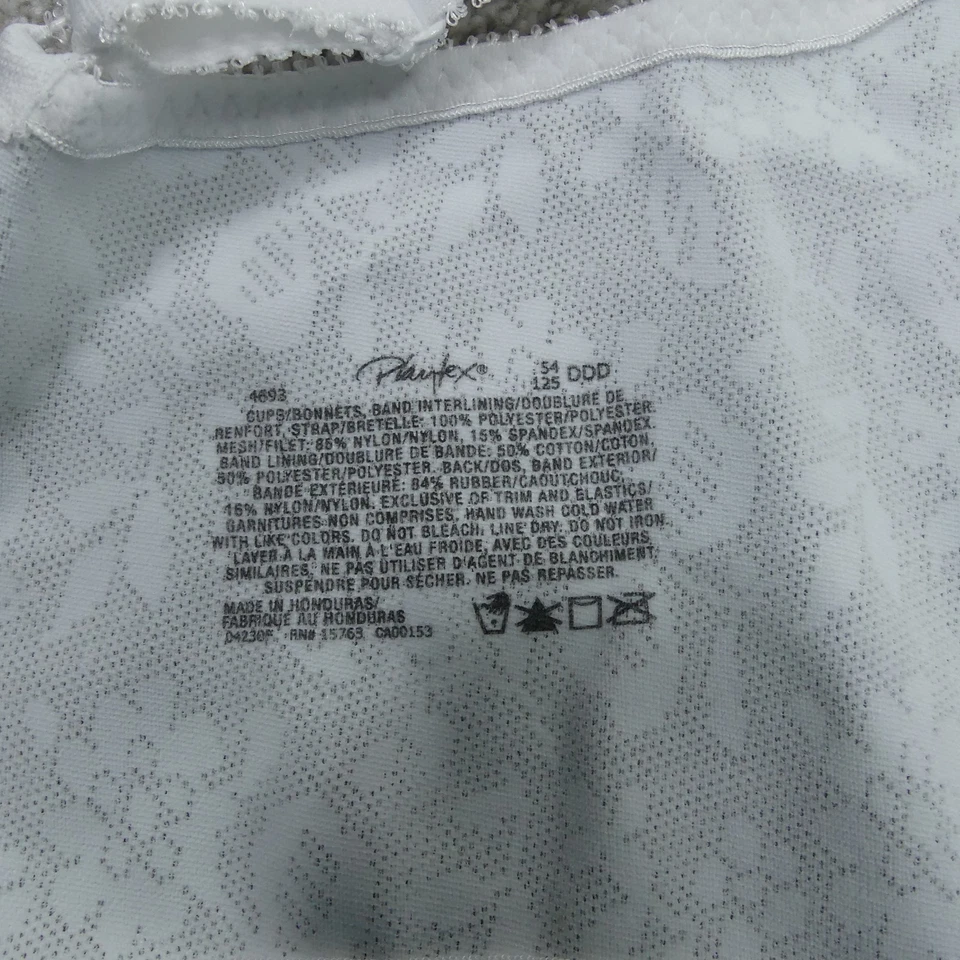 Playtex® 54 DDD
125
4693
CUPS/BONNETS, BAND INTERLINING/DOUBLURE DE
RENFORT, STRAP/BRETELLE: 100% POLYESTER/POLYESTER.
MESH/FILET: 85% NYLON/NYLON, 15% SPANDEX/SPANDEX.
BAND LINING/DOUBLURE DE BANDE: 50% COTTON/COTON,
50% POLYESTER/POLYESTER. BACK/DOS, BAND EXTERIOR/
BANDE EXTÉRIEURE: 84% RUBBER/CAOUTCHOUC,
16% NYLON/NYLON. EXCLUSIVE OF TRIM AND ELASTICS/
GARNITURES NON COMPRISES. HAND WASH COLD WATER
WITH LIKE COLORS. DO NOT BLEACH. LINE DRY. DO NOT IRON.
LAVER À LA MAIN À L'EAU FROIDE, AVEC DES COULEURS
SIMILAIRES. NE PAS UTILISER D'AGENT DE BLANCHIMENT.
SUSPENDRE POUR SÉCHER. NE PAS REPASSER.
MADE IN HONDURAS/
FABRIQUÉ AU HONDURAS
04230F RN# 15763 CA00153